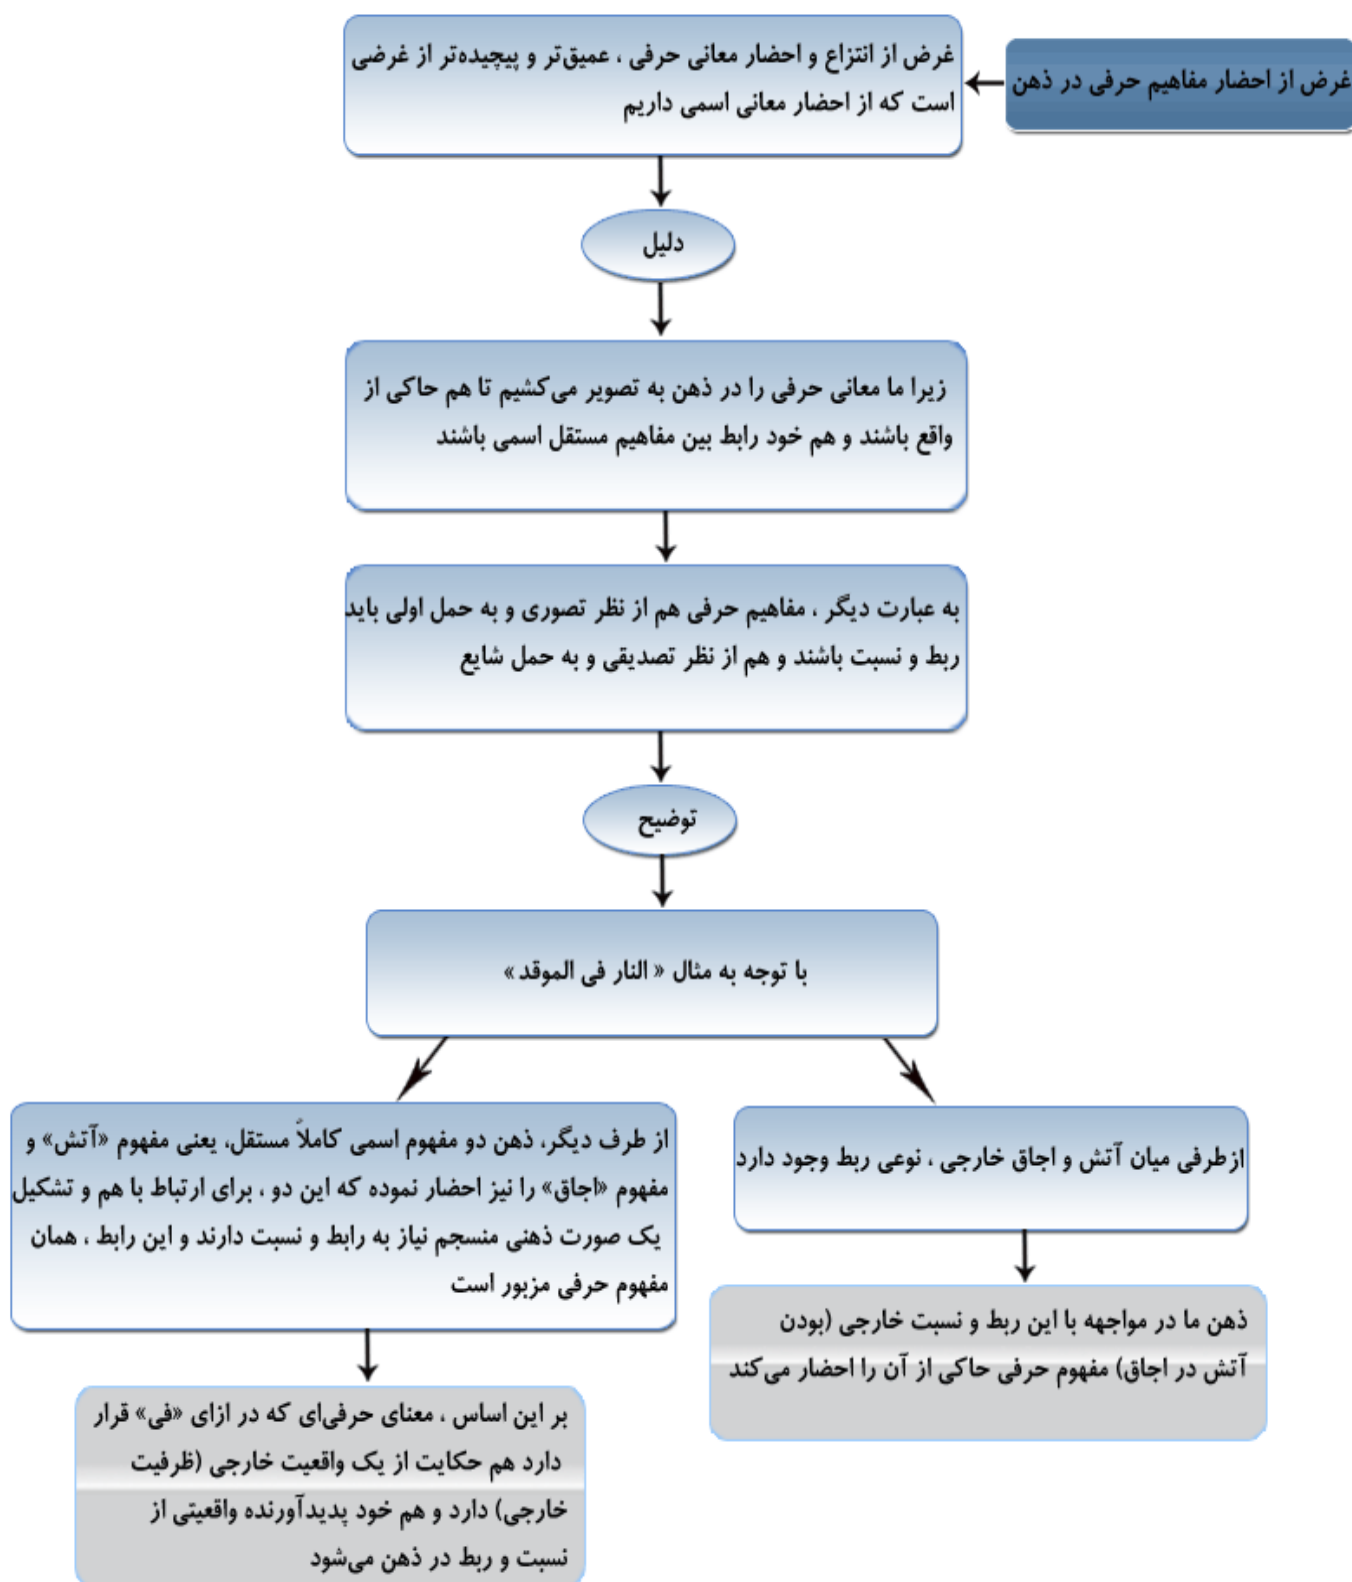 غرض از احضار مفاهیم حرفی در ذهن
غرض از انتزاع و احضار معانی حرفی ، عمیق‌تر و پیچیده‌تر از غرضی
است که از احضار معانی اسمی داریم
دلیل
زیرا ما معانی حرفی را در ذهن به تصویر می‌کشیم تا هم حاکی از
واقع باشند و هم خود رابط بین مفاهیم مستقل اسمی باشند
به عبارت دیگر ، مفاهیم حرفی هم از نظر تصوری و به حمل اولی باید
ربط و نسبت باشند و هم از نظر تصدیقی و به حمل شایع
توضیح
با توجه به مثال « النار فی الموقد »
ازطرفی میان آتش و اجاق خارجی ، نوعی ربط وجود دارد
ذهن ما در مواجهه با این ربط و نسبت خارجی (بودن
آتش در اجاق) مفهوم حرفی حاکی از آن را احضار می‌کند
از طرف دیگر، ذهن دو مفهوم اسمی کاملاً مستقل، یعنی مفهوم «آتش» و
مفهوم «اجاق» را نیز احضار نموده که این دو ، برای ارتباط با هم و تشکیل
یک صورت ذهنی منسجم نیاز به رابط و نسبت دارند و این رابط ، همان
مفهوم حرفی مزبور است
بر این اساس ، معنای حرفی‌ای که در ازای «فی» قرار
دارد هم حکایت از یک واقعیت خارجی (ظرفیت
خارجی) دارد و هم خود پدیدآورنده واقعیتی از
نسبت و ربط در ذهن می‌شود